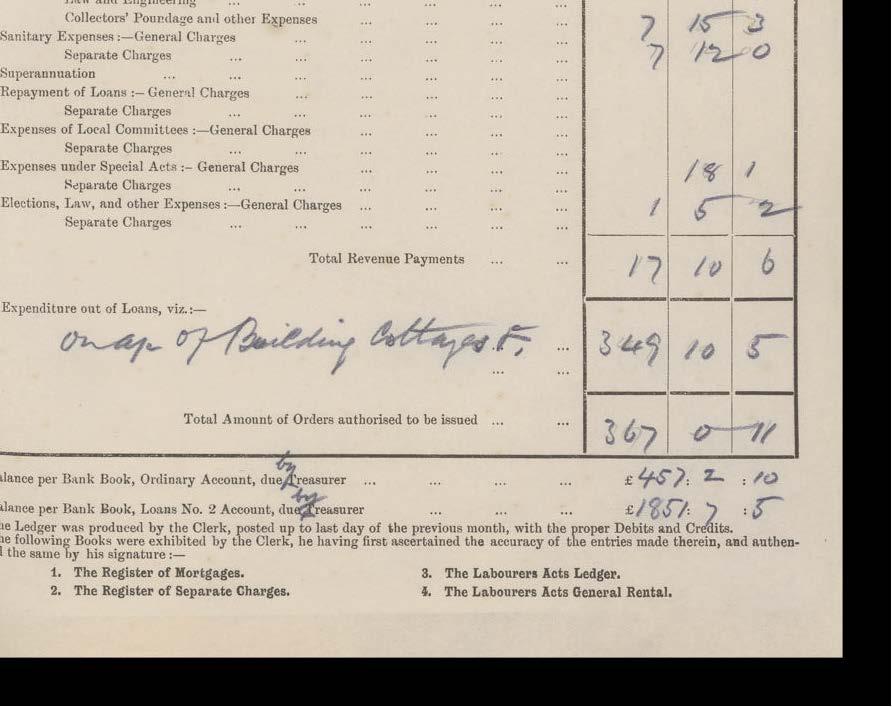 Law and Engineering ... ... ... ... ... ...
Collectors' Poundage and other Expenses ... ... ... ... 7 15 3
Sanitary Expenses :—General Charges ... ... ... ... ... 7 12 0
Separate Charges ... ... ... ... ... ...
Superannuation ... ... ... ... ... ... ...
Repayment of Loans :—General Charges ... ... ... ... ...
Separate Charges ... ... ... ... ... ...
Expenses of Local Committees :—General Charges ... ... ... ...
Separate Charges ... ... ... ... ... ...
Expenses under Special Acts :—General Charges ... ... ... ... 18 1
Separate Charges ... ... ... ... ... ...
Elections, Law, and other Expenses :—General Charges ... ... ... ... 1 5 2
Separate Charges ... ... ... ... ... ...
Total Revenue Payments ... ... 17 10 6
Expenditure out of Loans, viz.:—
on of Building Cottages ... 349 10 5
... ...
Total Amount of Orders authorised to be issued ... ... 367 0 11
alance per Bank Book, Ordinary Account, due by Treasurer ... ... ... ... £457 : 2 : 10
alance per Bank Book, Loans No. 2 Account, due by Treasurer ... ... ... £1851 : 7 : 5
he Ledger was produced by the Clerk, posted up to last day of the previous month, with the proper Debits and Credits.
he following Books were exhibited by the Clerk, he having first ascertained the accuracy of the entries made therein, and authen-
l the same by his signature :—
1. The Register of Mortgages. 3. The Labourers Acts Ledger.
2. The Register of Separate Charges. 4. The Labourers Acts General Rental.